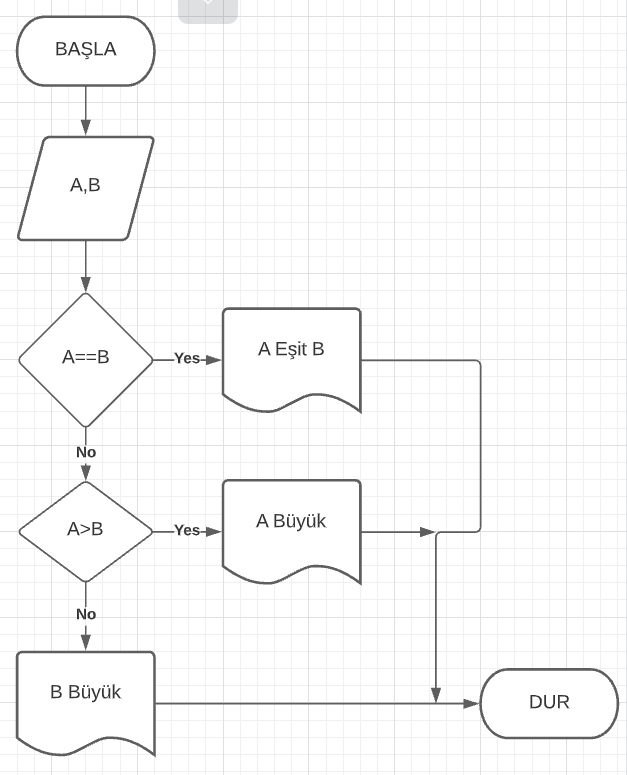 BAŞLA
A,B
A==B
Yes
A Eşit B
No
A>B
Yes
A Büyük
No
B Büyük
DUR